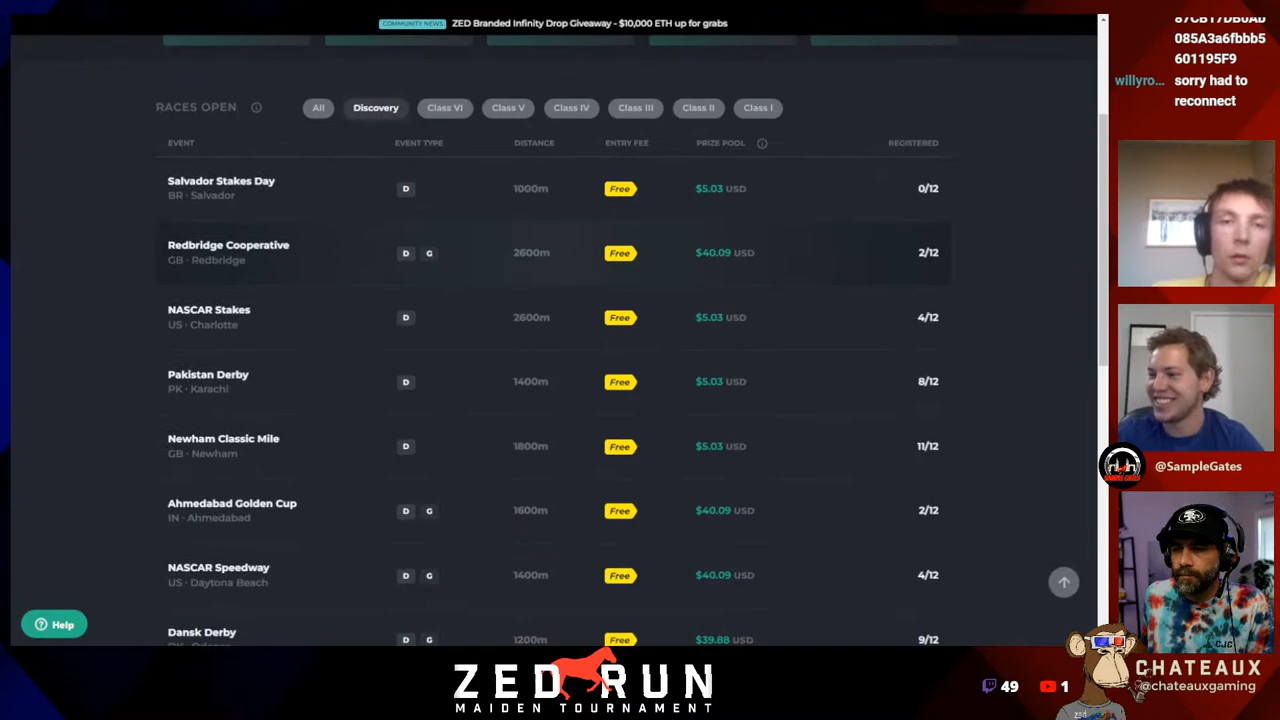 COMMUNITY NEWS ZED Branded Infinity Drop Giveaway - $10,000 ETH up for grabs
RACES OPEN All Discovery Class VI Class V Class IV Class III Class II Class I
EVENT EVENT TYPE DISTANCE ENTRY FEE PRIZE POOL REGISTERED
Salvador Stakes Day
BR · Salvador
D 1000m Free $5.03 USD 0/12
Redbridge Cooperative
GB · Redbridge
D G 2600m Free $40.09 USD 2/12
NASCAR Stakes
US · Charlotte
D 2600m Free $5.03 USD 4/12
Pakistan Derby
PK · Karachi
D 1400m Free $5.03 USD 8/12
Newham Classic Mile
GB · Newham
D 1800m Free $5.03 USD 11/12
Ahmedabad Golden Cup
IN · Ahmedabad
D G 1600m Free $40.09 USD 2/12
NASCAR Speedway
US · Daytona Beach
D G 1400m Free $40.09 USD 4/12
Dansk Derby
D G 1200m Free $39.88 USD 9/12
Help
085A3a6fbbb5
601195F9
willyro... sorry had to
reconnect
@SampleGates
ZED RUN
MAIDEN TOURNAMENT
49 1
CHATEAUX
@chateauxgaming